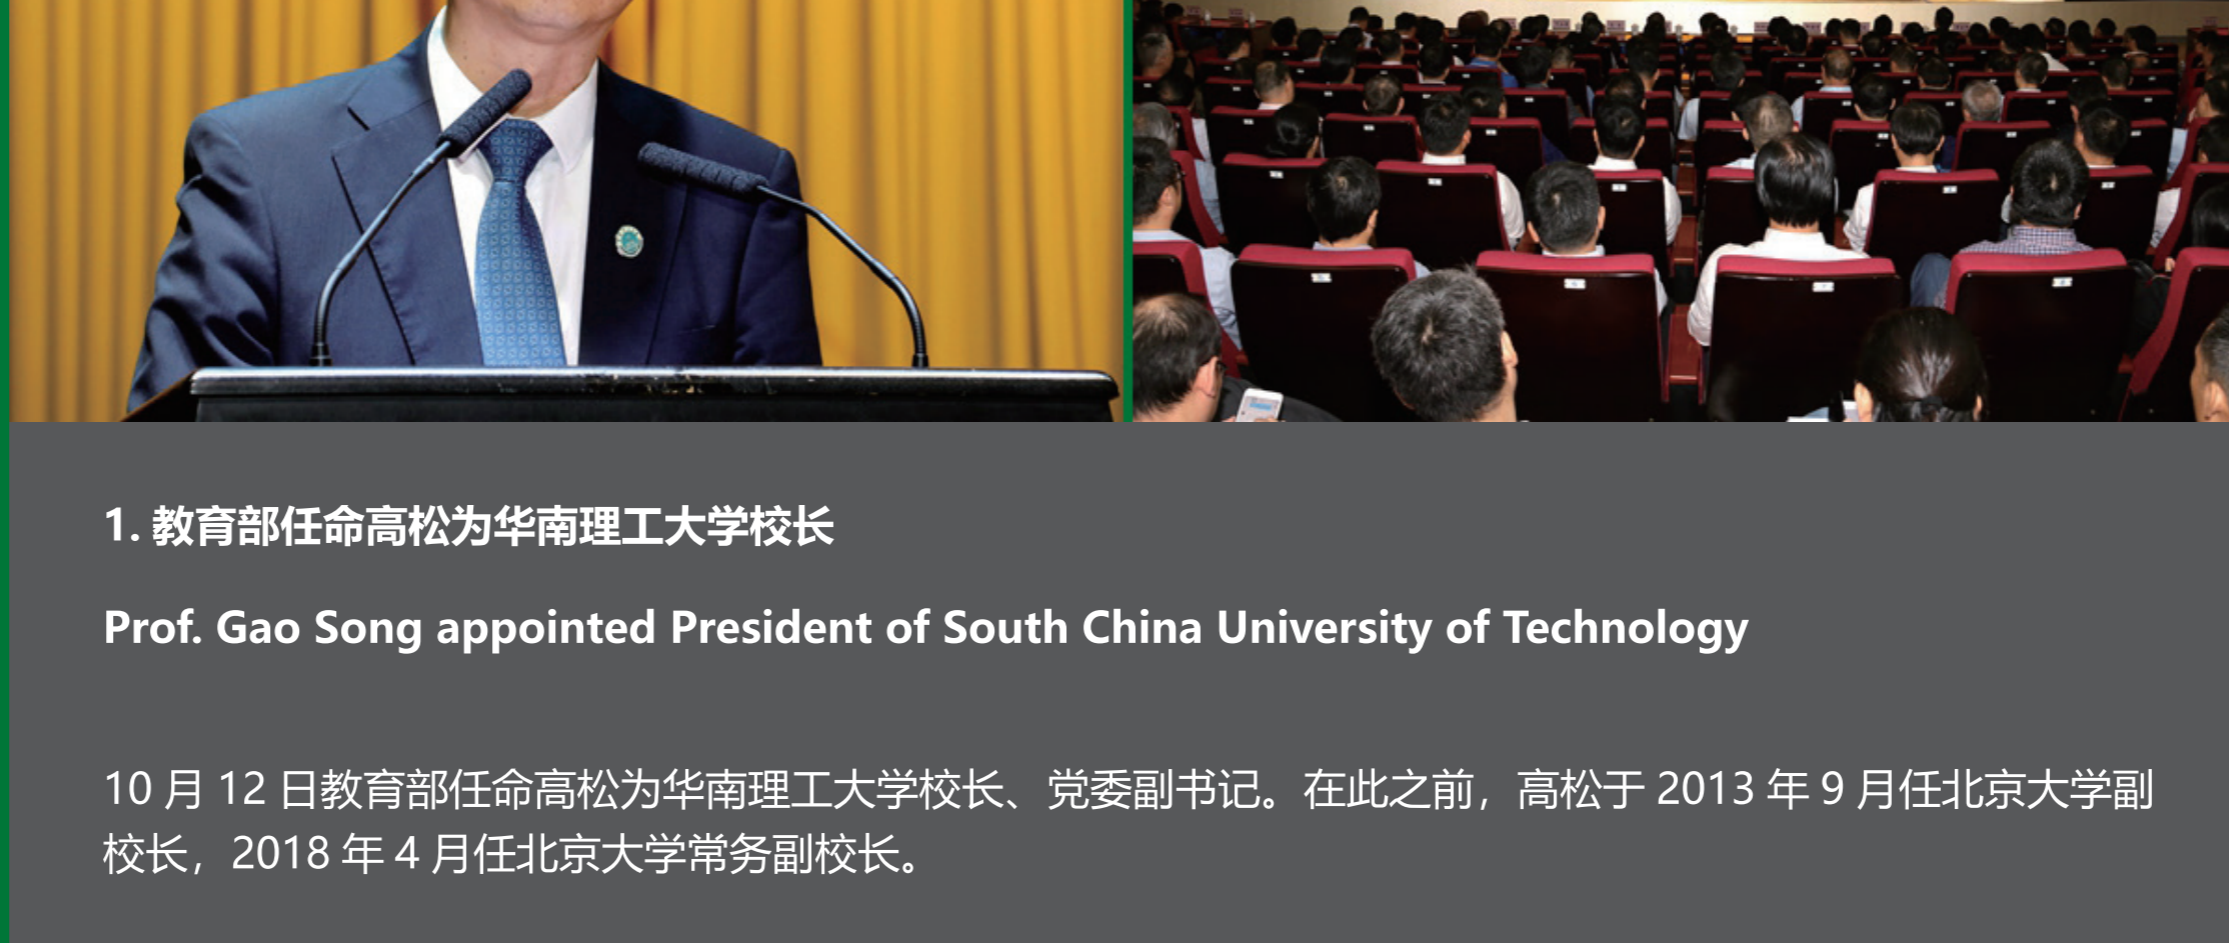 1. 教育部任命高松为华南理工大学校长
Prof. Gao Song appointed President of South China University of Technology
10 月 12 日教育部任命高松为华南理工大学校长、党委副书记。在此之前，高松于 2013 年 9 月任北京大学副
校长，2018 年 4 月任北京大学常务副校长。